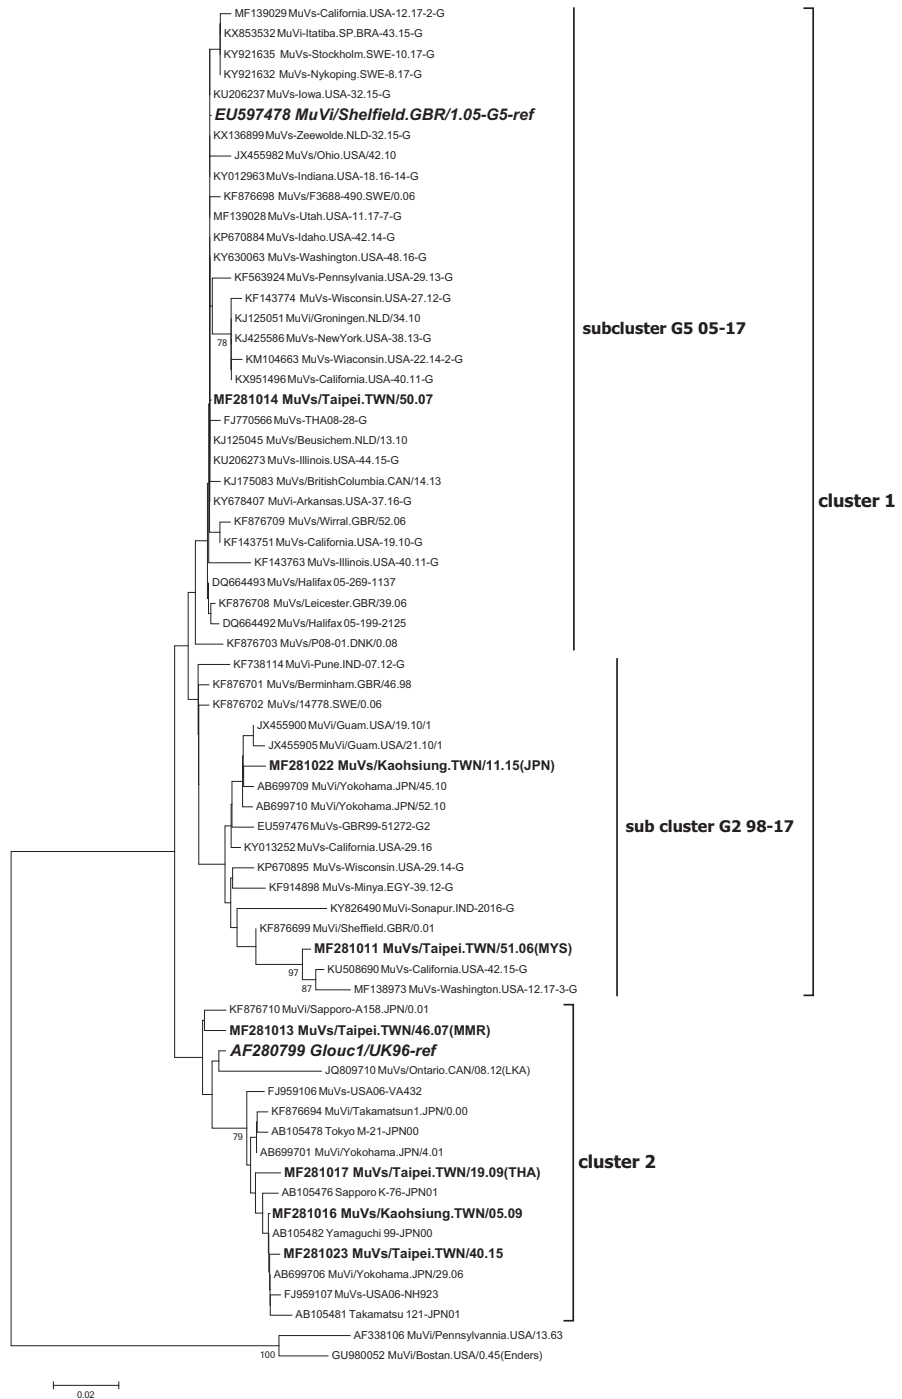 MF139029 MuVs-California.USA-12.17-2-G
KX853532 MuVi-Itatiba.SP.BRA-43.15-G
KY921635 MuVs-Stockholm.SWE-10.17-G
KY921632 MuVs-Nykoping.SWE-8.17-G
KU206237 MuVs-Iowa.USA-32.15-G
EU597478 MuVi/Shelfield.GBR/1.05-G5-ref
KX136899 MuVs-Zeewolde.NLD-32.15-G
JX455982 MuVs/Ohio.USA/42.10
KY012963 MuVs-Indiana.USA-18.16-14-G
KF876698 MuVs/F3688-490.SWE/0.06
MF139028 MuVs-Utah.USA-11.17-7-G
KP670884 MuVs-Idaho.USA-42.14-G
KY630063 MuVs-Washington.USA-48.16-G
KF563924 MuVs-Pennsylvania.USA-29.13-G
KF143774 MuVs-Wisconsin.USA-27.12-G
KJ125051 MuVi/Groningen.NLD/34.10
KJ425586 MuVs-NewYork.USA-38.13-G
78
KM104663 MuVs-Wiaconsin.USA-22.14-2-G
KX951496 MuVs-California.USA-40.11-G
MF281014 MuVs/Taipei.TWN/50.07
FJ770566 MuVs-THA08-28-G
KJ125045 MuVs/Beusichem.NLD/13.10
KU206273 MuVs-Illinois.USA-44.15-G
KJ175083 MuVs/BritishColumbia.CAN/14.13
KY678407 MuVi-Arkansas.USA-37.16-G
KF876709 MuVs/Wirral.GBR/52.06
KF143751 MuVs-California.USA-19.10-G
KF143763 MuVs-Illinois.USA-40.11-G
DQ664493 MuVs/Halifax 05-269-1137
KF876708 MuVs/Leicester.GBR/39.06
DQ664492 MuVs/Halifax 05-199-2125
KF876703 MuVs/P08-01.DNK/0.08
subcluster G5 05-17
cluster 1
KF738114 MuVi-Pune.IND-07.12-G
KF876701 MuVs/Berminham.GBR/46.98
KF876702 MuVs/14778.SWE/0.06
JX455900 MuVi/Guam.USA/19.10/1
JX455905 MuVi/Guam.USA/21.10/1
MF281022 MuVs/Kaohsiung.TWN/11.15(JPN)
AB699709 MuVi/Yokohama.JPN/45.10
AB699710 MuVi/Yokohama.JPN/52.10
EU597476 MuVs-GBR99-51272-G2
KY013252 MuVs-California.USA-29.16
KP670895 MuVs-Wisconsin.USA-29.14-G
KF914898 MuVs-Minya.EGY-39.12-G
KY826490 MuVi-Sonapur.IND-2016-G
KF876699 MuVi/Sheffield.GBR/0.01
MF281011 MuVs/Taipei.TWN/51.06(MYS)
97
KU508690 MuVs-California.USA-42.15-G
87
MF138973 MuVs-Washington.USA-12.17-3-G
sub cluster G2 98-17
KF876710 MuVi/Sapporo-A158.JPN/0.01
MF281013 MuVs/Taipei.TWN/46.07(MMR)
AF280799 Glouc1/UK96-ref
JQ809710 MuVs/Ontario.CAN/08.12(LKA)
FJ959106 MuVs-USA06-VA432
KF876694 MuVi/Takamatsun1.JPN/0.00
79
AB105478 Tokyo M-21-JPN00
AB699701 MuVi/Yokohama.JPN/4.01
MF281017 MuVs/Taipei.TWN/19.09(THA)
AB105476 Sapporo K-76-JPN01
MF281016 MuVs/Kaohsiung.TWN/05.09
AB105482 Yamaguchi 99-JPN00
MF281023 MuVs/Taipei.TWN/40.15
AB699706 MuVi/Yokohama.JPN/29.06
FJ959107 MuVs-USA06-NH923
AB105481 Takamatsu 121-JPN01
cluster 2
AF338106 MuVi/Pennsylvannia.USA/13.63
100
GU980052 MuVi/Bostan.USA/0.45(Enders)
0.02